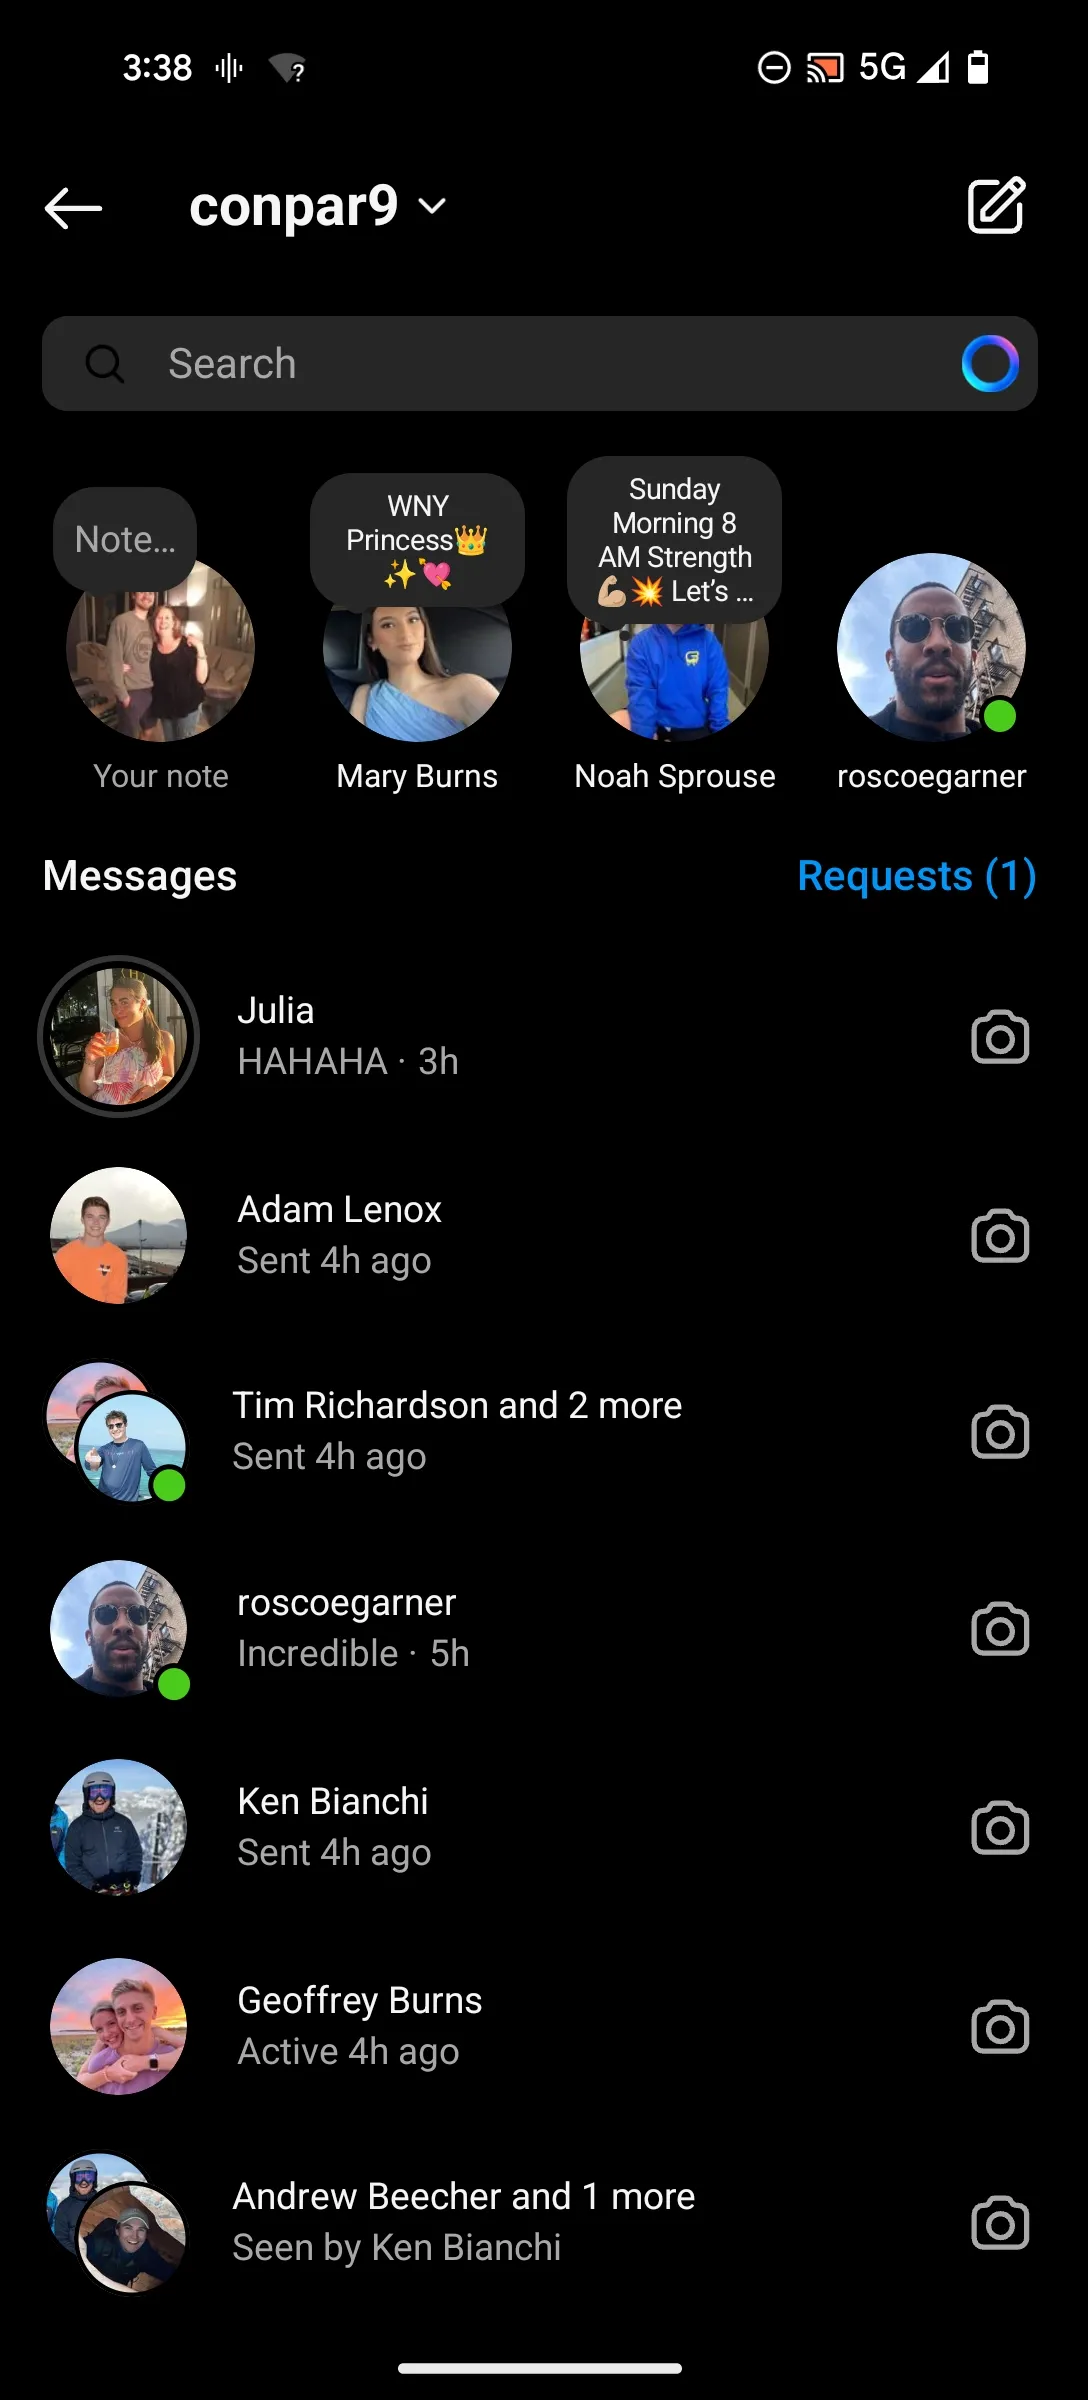 3:38
5G
conpar9
Search
Note...
WNY
Princess👑
✨💘
Sunday
Morning 8
AM Strength
💪🏼💥 Let's ...
Your note
Mary Burns
Noah Sprouse
roscoegarner
Messages
Requests (1)
Julia
HAHAHA · 3h
Adam Lenox
Sent 4h ago
Tim Richardson and 2 more
Sent 4h ago
roscoegarner
Incredible · 5h
Ken Bianchi
Sent 4h ago
Geoffrey Burns
Active 4h ago
Andrew Beecher and 1 more
Seen by Ken Bianchi